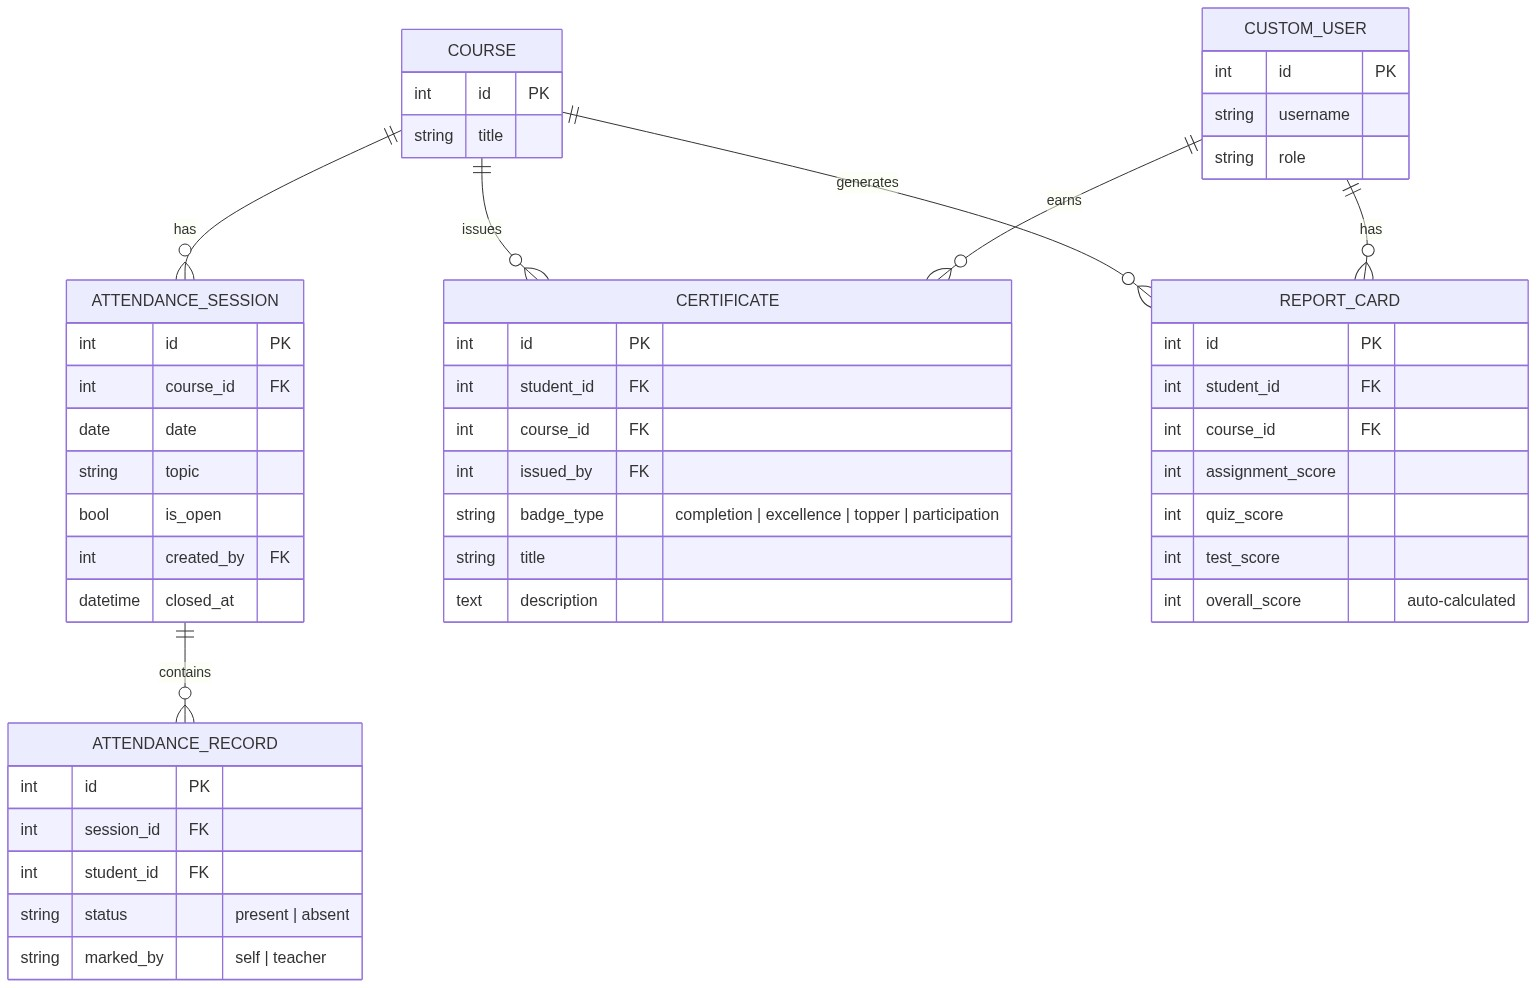 COURSE
int id PK
string title
CUSTOM_USER
int id PK
string username
string role
generates
earns
has
issues
has
ATTENDANCE_SESSION
int id PK
int course_id FK
date date
string topic
bool is_open
int created_by FK
datetime closed_at
CERTIFICATE
int id PK
int student_id FK
int course_id FK
int issued_by FK
string badge_type completion | excellence | topper | participation
string title
text description
REPORT_CARD
int id PK
int student_id FK
int course_id FK
int assignment_score
int quiz_score
int test_score
int overall_score auto-calculated
contains
ATTENDANCE_RECORD
int id PK
int session_id FK
int student_id FK
string status present | absent
string marked_by self | teacher